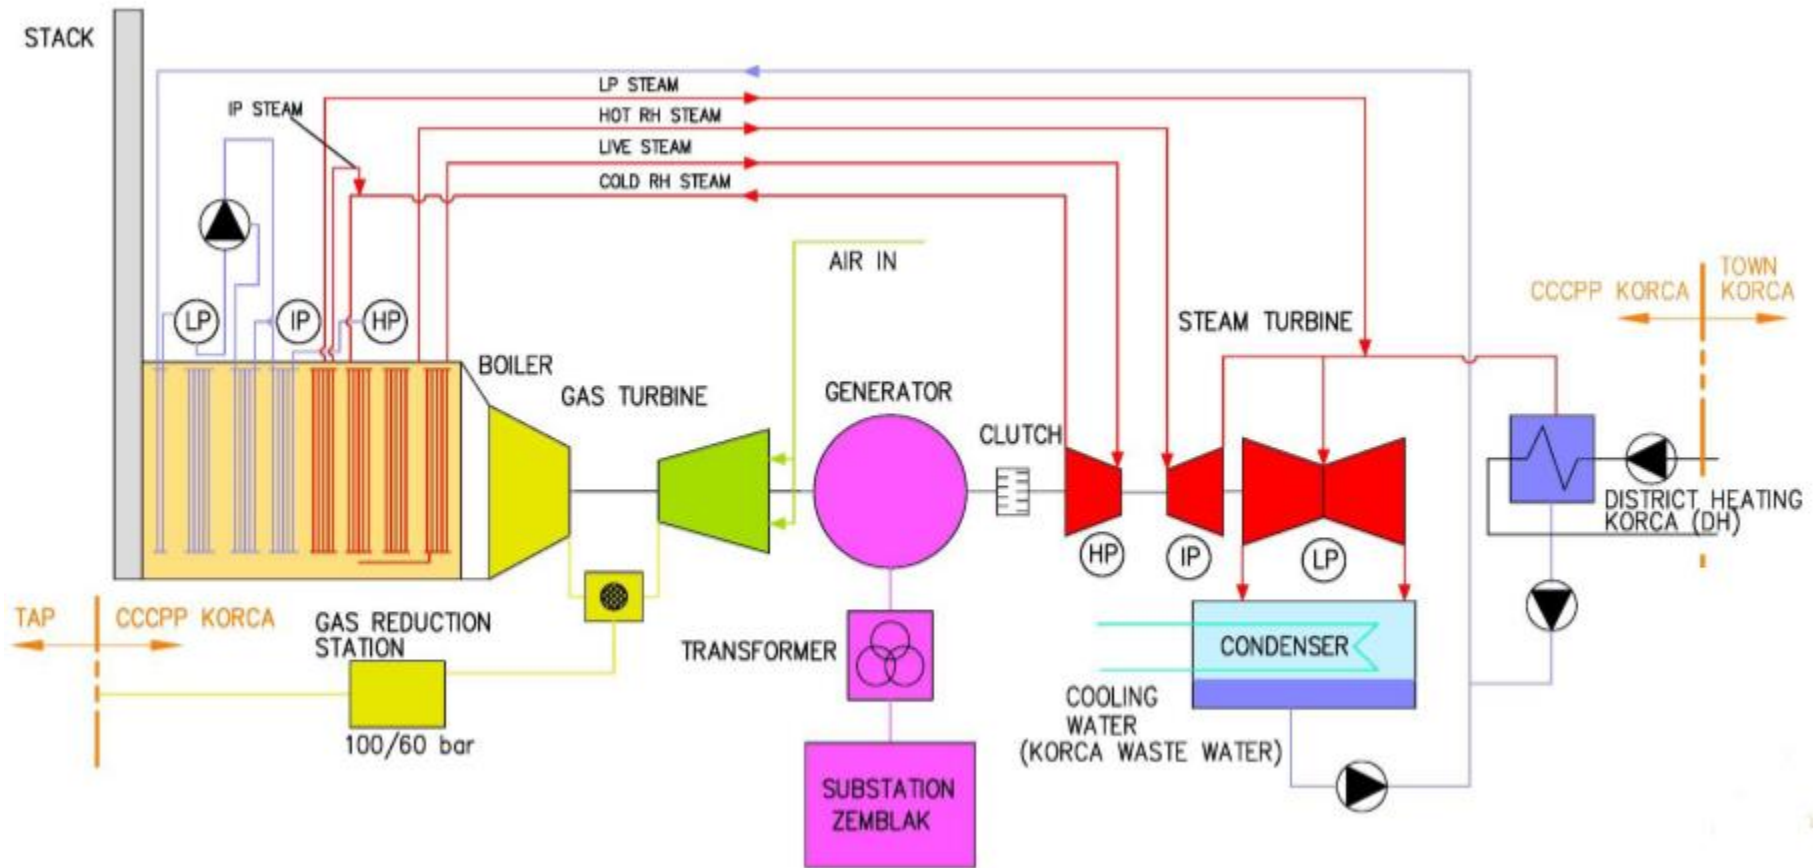 STACK
LP STEAM
IP STEAM
HOT RH STEAM
LIVE STEAM
COLD RH STEAM
AIR IN
TOWN
KORCA
CCCPP KORCA
LP
IP
HP
STEAM TURBINE
BOILER
GAS TURBINE
GENERATOR
CLUTCH
DISTRICT HEATING
KORCA (DH)
HP
IP
LP
TAP
CCCPP KORCA
GAS REDUCTION
STATION
100/60 bar
TRANSFORMER
CONDENSER
COOLING
WATER
(KORCA WASTE WATER)
SUBSTATION
ZEMBLAK